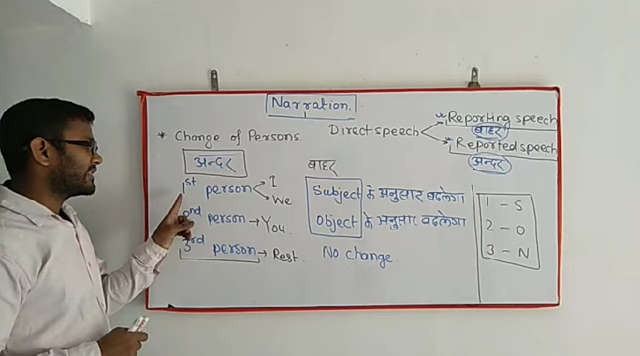 Narration.
* Change of Persons.
Direct speech
* Reporting speech
बाहर
* Reported speech
अन्दर
अन्दर
बाहर
1st person I
We
Subject के अनुसार बदलेगा
2nd person → You.
Object के अनुसार बदलेगा
3rd person → Rest.
No change.
1 - S
2 - O
3 - N